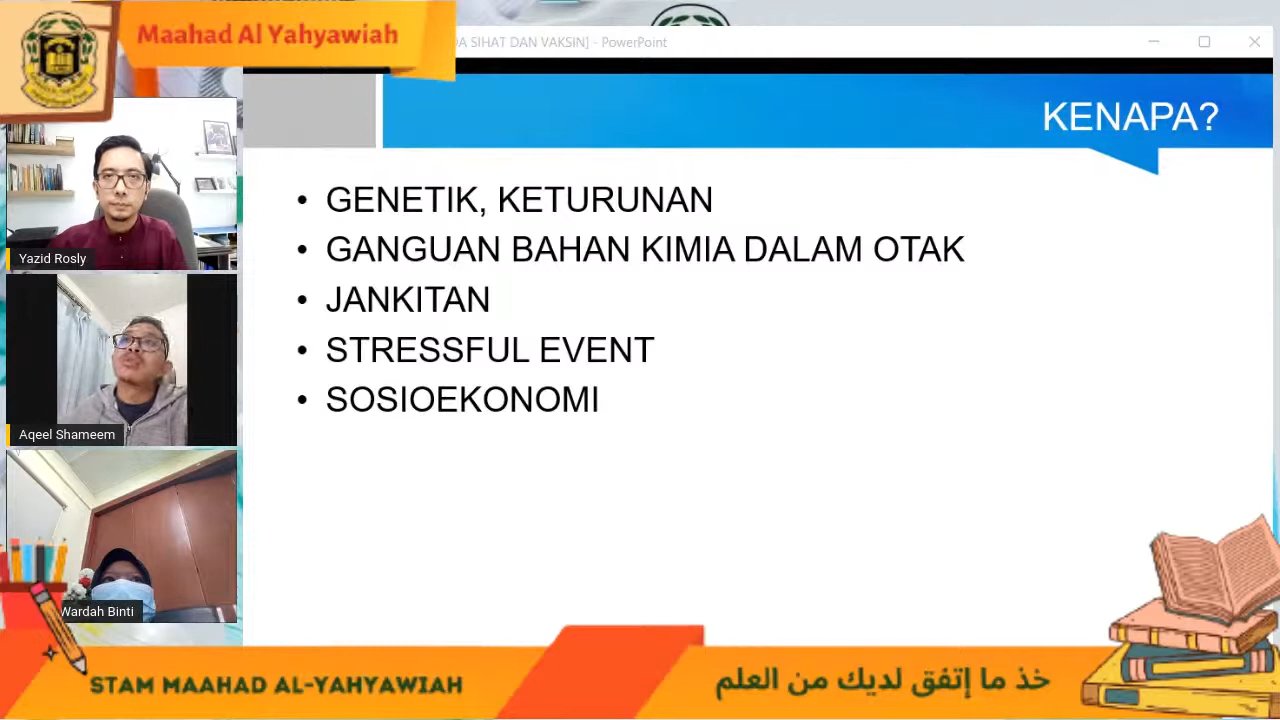 Maahad Al Yahyawiah
DA SIHAT DAN VAKSIN] - PowerPoint
KENAPA?
• GENETIK, KETURUNAN
• GANGUAN BAHAN KIMIA DALAM OTAK
• JANKITAN
• STRESSFUL EVENT
• SOSIOEKONOMI
Yazid Rosly
Aqeel Shameem
Wardah Binti
STAM MAAHAD AL-YAHYAWIAH
خذ ما إتفق لديك من العلم